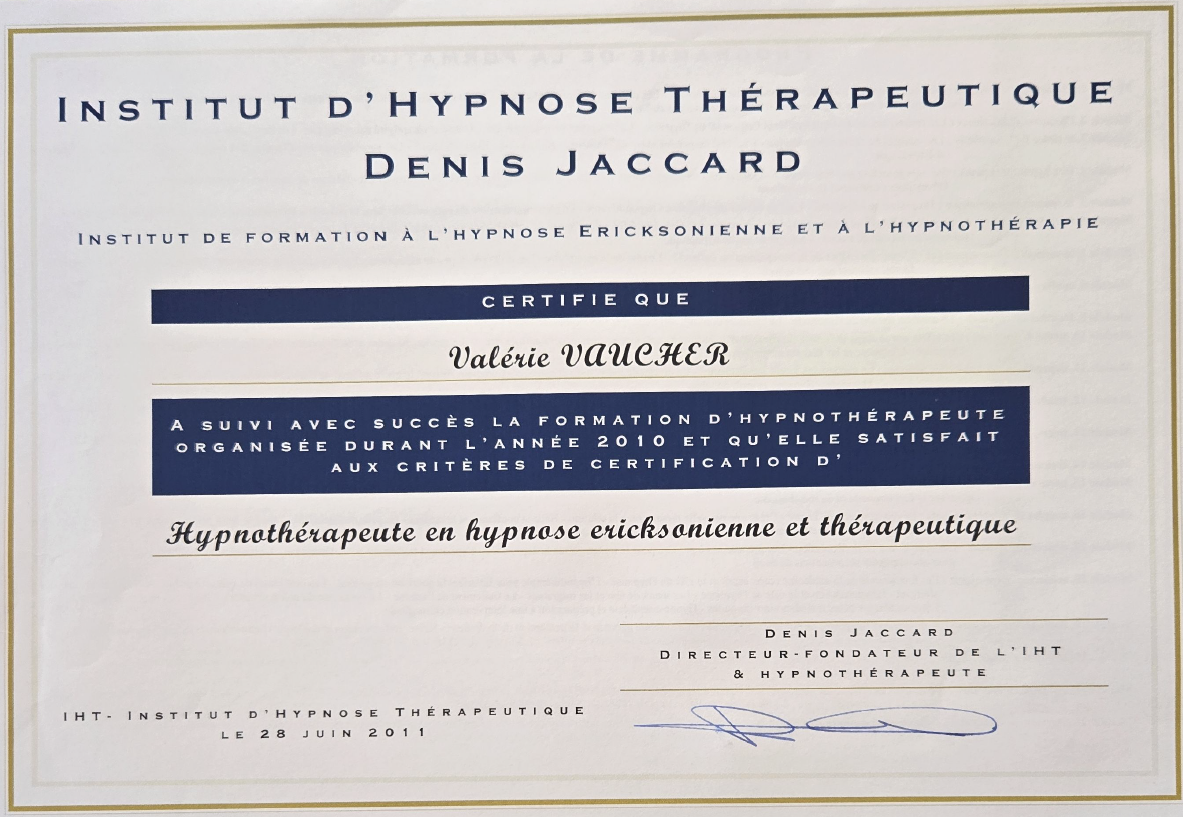 Institut d'Hypnose Thérapeutique
Denis Jaccard
Institut de formation à l'hypnose Ericksonienne et à l'hypnothérapie
certifie que
Valérie VAUCHER
a suivi avec succès la formation d'hypnothérapeute
organisée durant l'année 2010 et qu'elle satisfait
aux critères de certification d'
Hypnothérapeute en hypnose ericksonienne et thérapeutique
Denis Jaccard
Directeur-fondateur de l'IHT
& hypnothérapeute
IHT- Institut d'Hypnose Thérapeutique
le 28 juin 2011